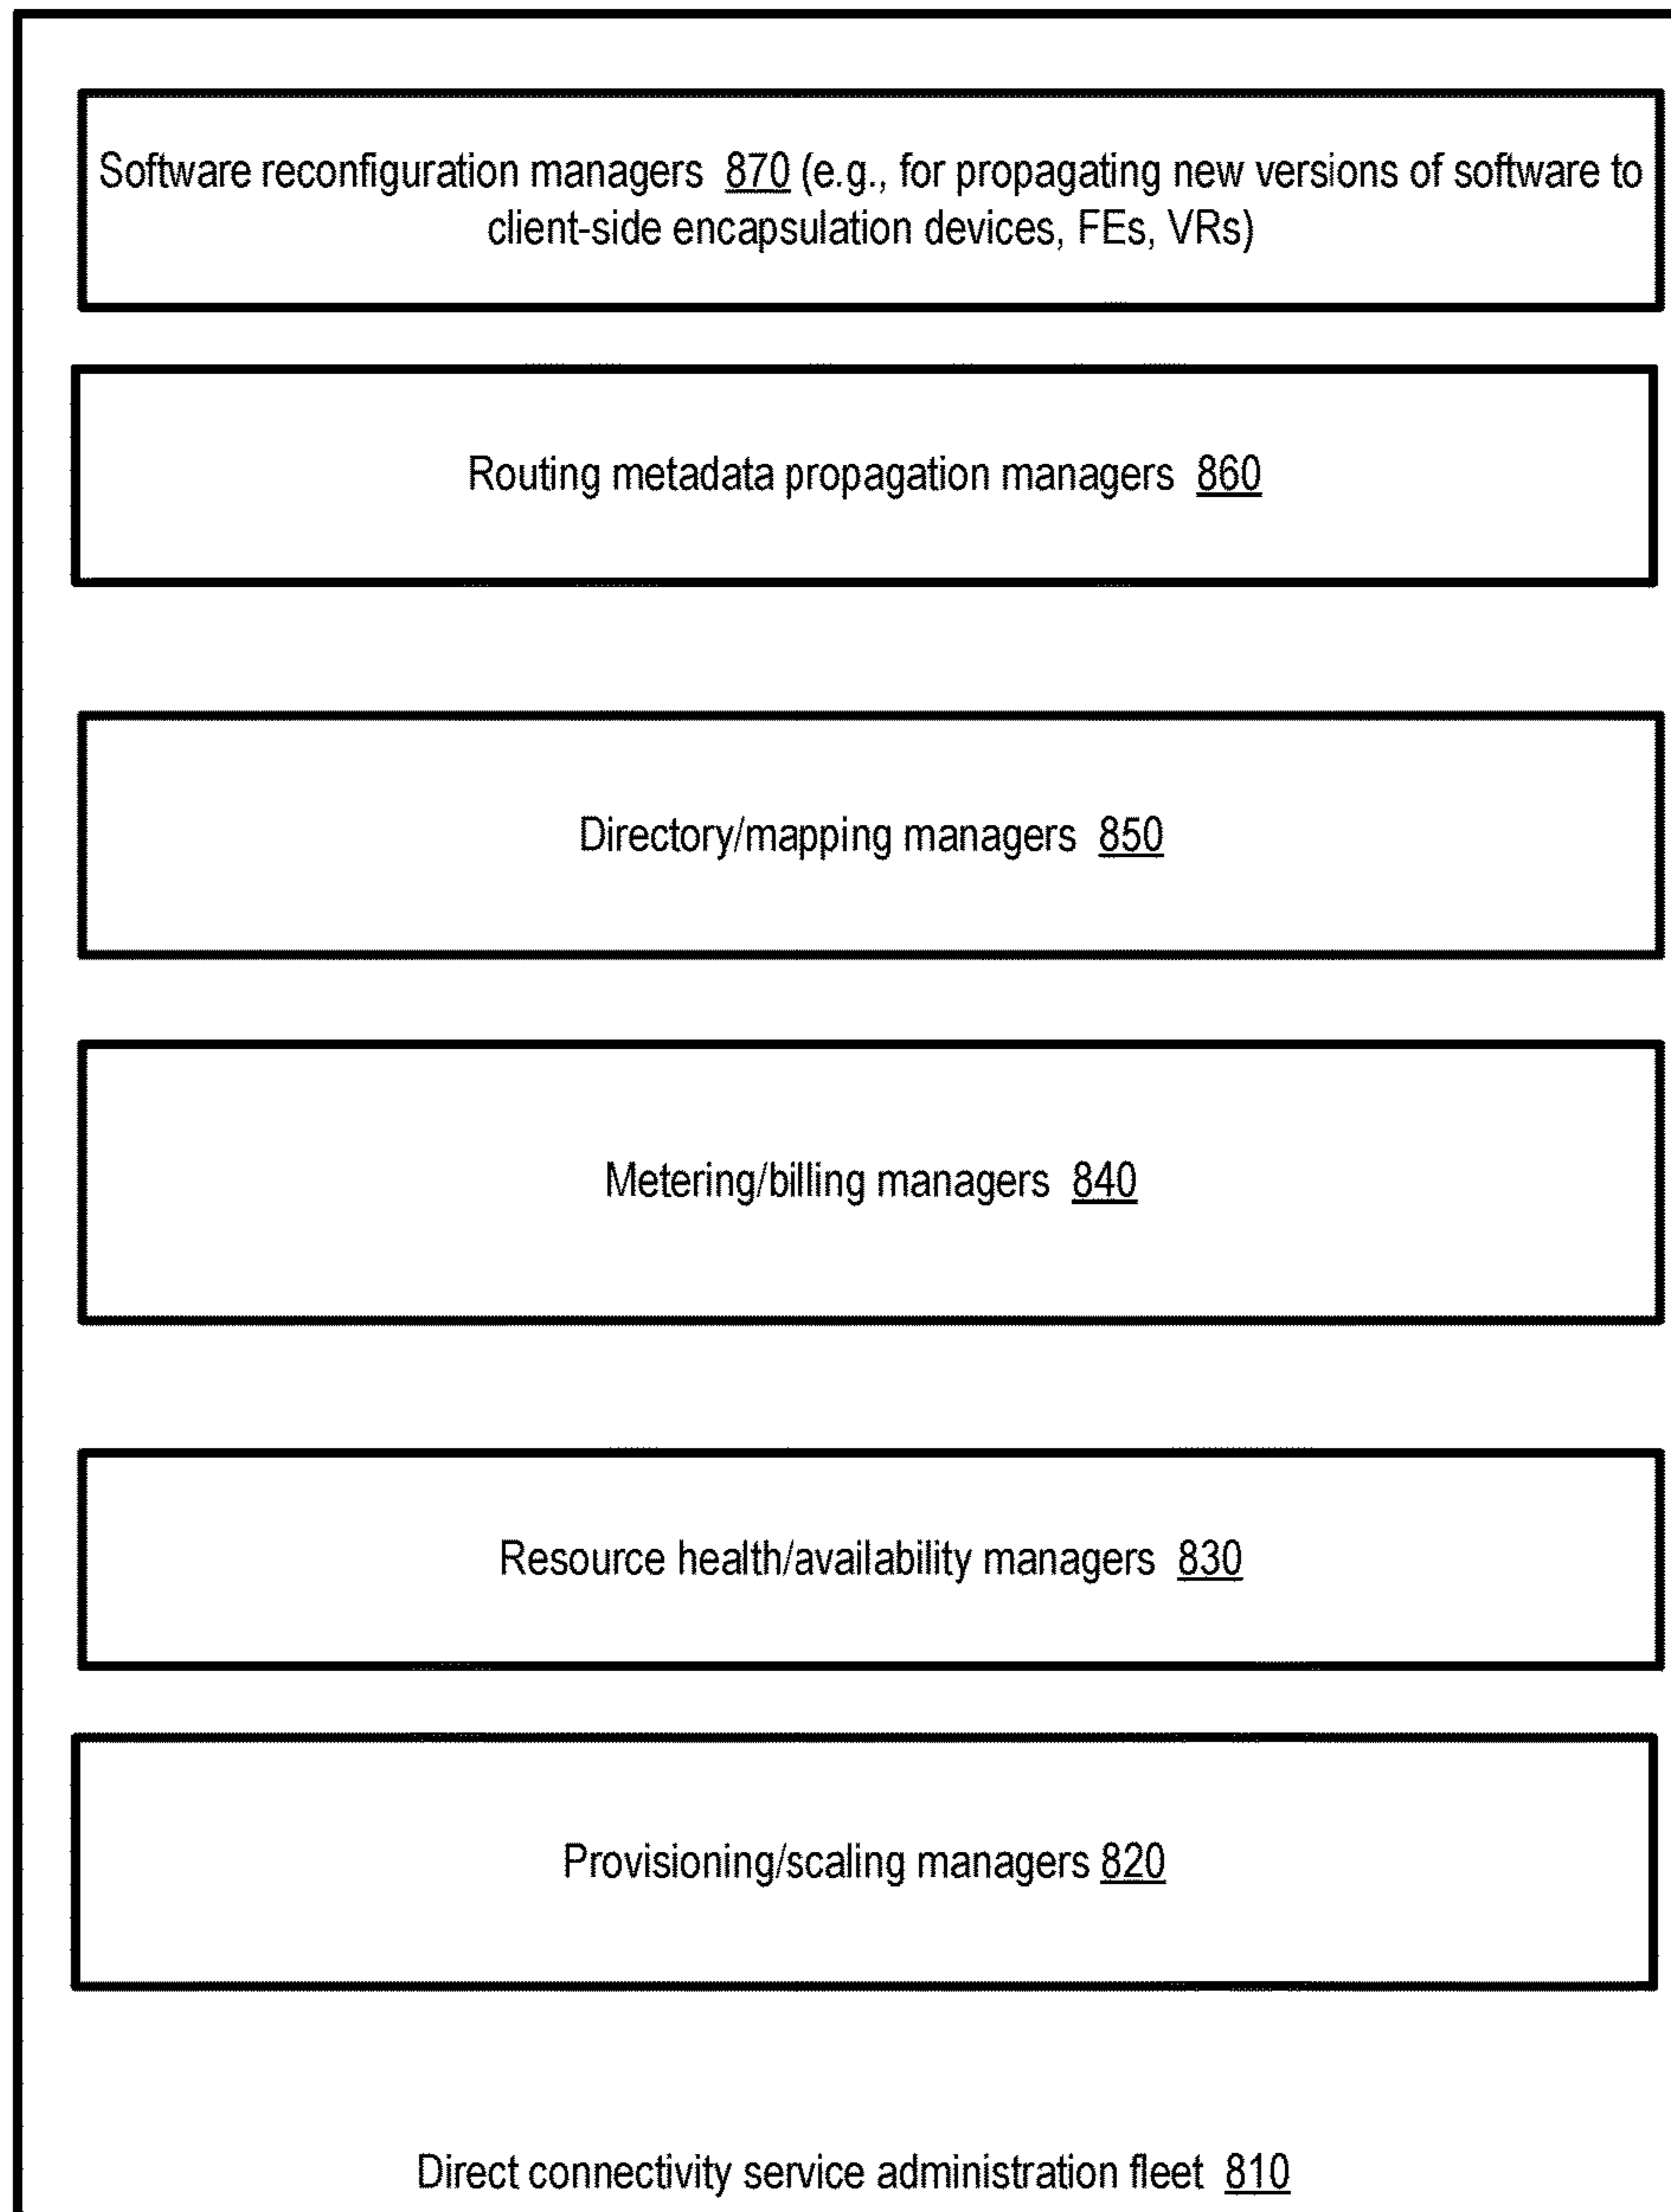 Software reconfiguration managers 870 (e.g., for propagating new versions of software to
client-side encapsulation devices, FEs, VRs)
Routing metadata propagation managers 860
Directory/mapping managers 850
Metering/billing managers 840
Resource health/availability managers 830
Provisioning/scaling managers 820
Direct connectivity service administration fleet 810